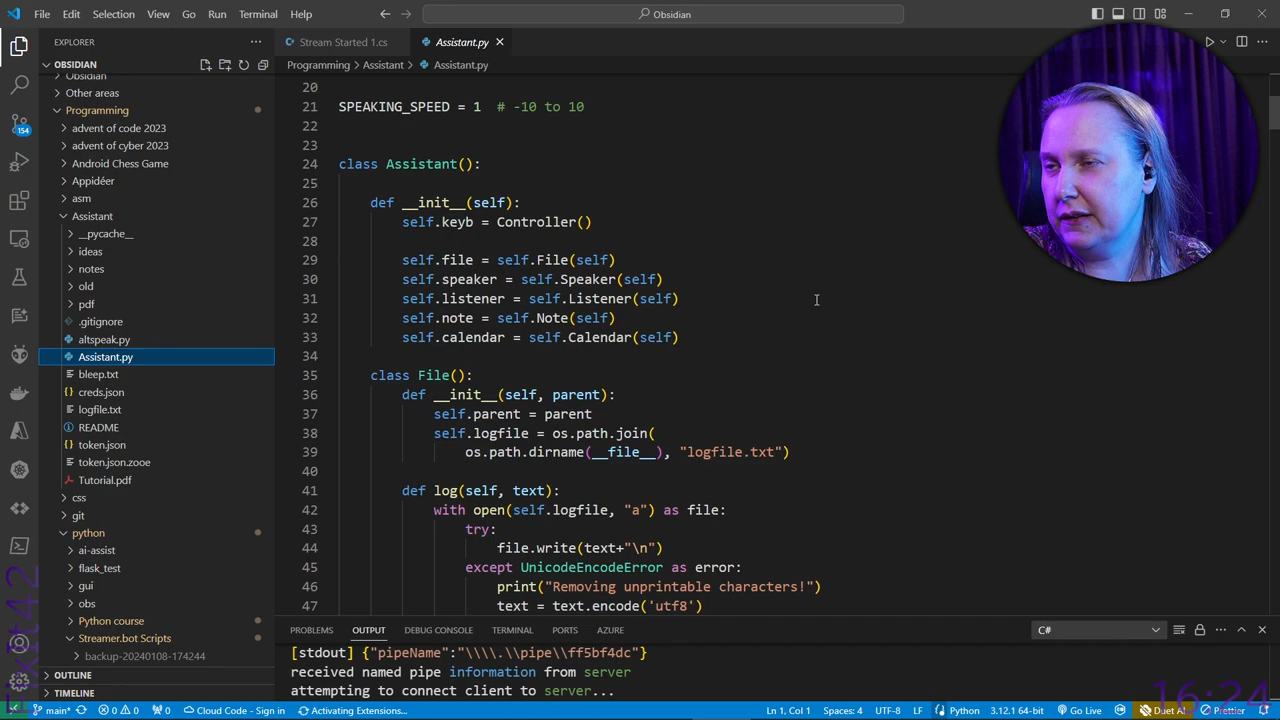 File Edit Selection View Go Run Terminal Help
Obsidian
EXPLORER
Stream Started 1.cs
Assistant.py
OBSIDIAN
Programming > Assistant > Assistant.py
Obsidian
Other areas
Programming
advent of code 2023
advent of cyber 2023
Android Chess Game
Appidéer
asm
Assistant
__pycache__
ideas
notes
old
pdf
.gitignore
altspeak.py
Assistant.py
bleep.txt
creds.json
logfile.txt
README
token.json
token.json.zooe
Tutorial.pdf
css
git
python
ai-assist
flask_test
gui
obs
Python course
Streamer.bot Scripts
backup-20240108-174244
OUTLINE
TIMELINE
154
20
21 SPEAKING_SPEED = 1 # -10 to 10
22
23
24 class Assistant():
25
26 def __init__(self):
27 self.keyb = Controller()
28
29 self.file = self.File(self)
30 self.speaker = self.Speaker(self)
31 self.listener = self.Listener(self)
32 self.note = self.Note(self)
33 self.calendar = self.Calendar(self)
34
35 class File():
36 def __init__(self, parent):
37 self.parent = parent
38 self.logfile = os.path.join(
39 os.path.dirname(__file__), "logfile.txt")
40
41 def log(self, text):
42 with open(self.logfile, "a") as file:
43 try:
44 file.write(text+"\n")
45 except UnicodeEncodeError as error:
46 print("Removing unprintable characters!")
47 text = text.encode('utf8')
PROBLEMS OUTPUT DEBUG CONSOLE TERMINAL PORTS AZURE
C#
[stdout] {"pipeName":"\\\\.\\pipe\\ff5bf4dc"}
received named pipe information from server
attempting to connect client to server...
Fixit42
16:24
main* 0 0 0 Cloud Code - Sign in Activating Extensions... Ln 1, Col 1 Spaces: 4 UTF-8 LF Python 3.12.1 64-bit Go Live Duet AI Prettier